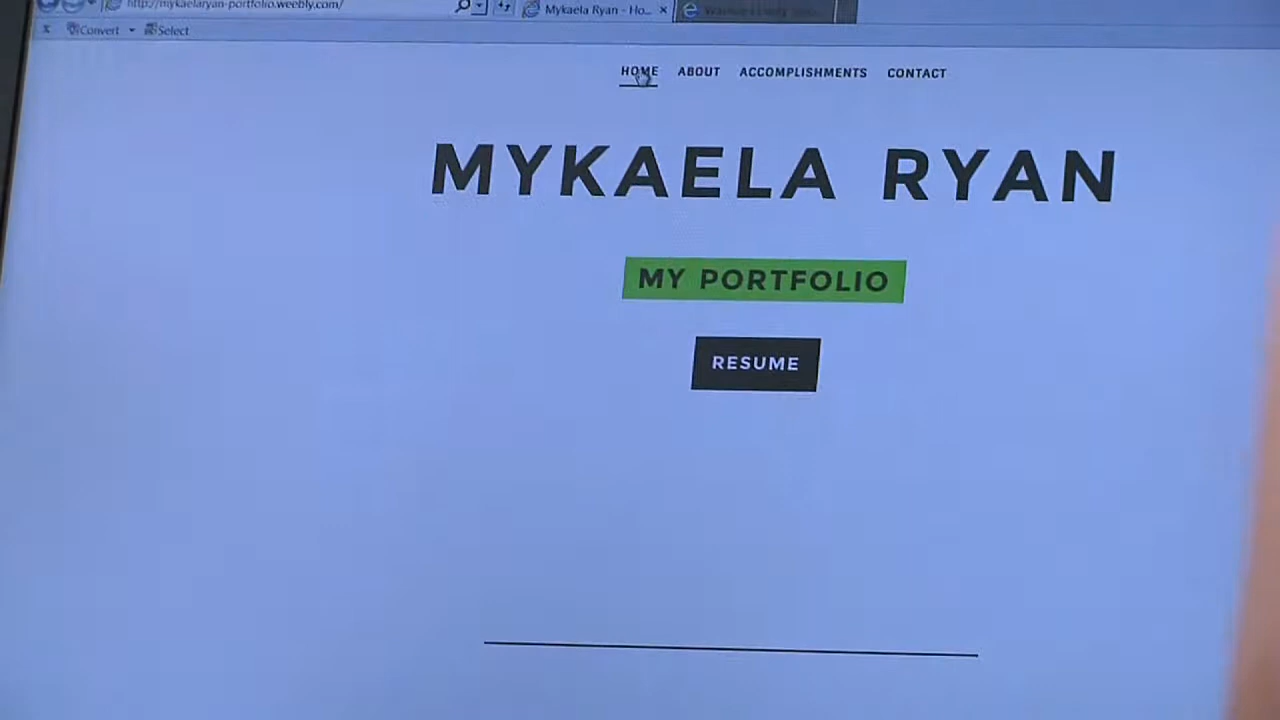 http://mykaelaryan-portfolio.weebly.com/
Mykaela Ryan - Ho...
x Convert Select
HOME ABOUT ACCOMPLISHMENTS CONTACT
MYKAELA RYAN
MY PORTFOLIO
RESUME